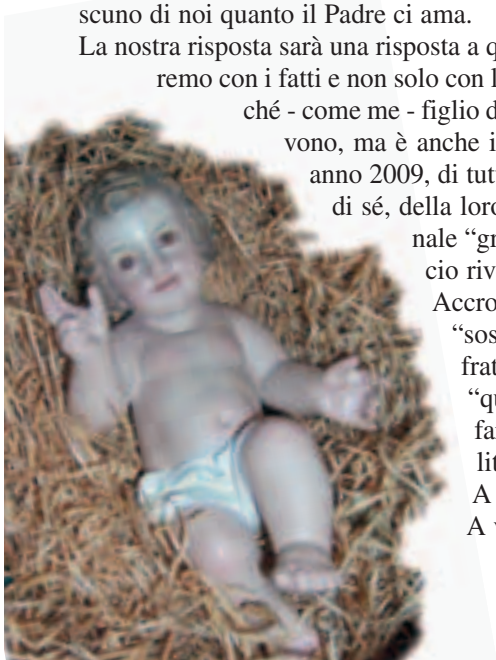 scuno di noi quanto il Padre ci ama.
La nostra risposta sarà una risposta a q
remo con i fatti e non solo con l
ché - come me - figlio d
vono, ma è anche i
anno 2009, di tut
di sé, della loro
nale “gr
cio riv
Accro
“sos
frat
“qu
fa
lit
A
A